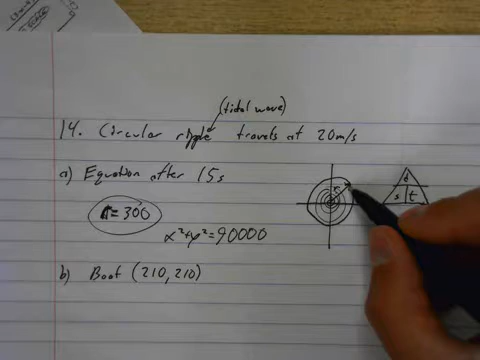 (tidal wave)
14. Circular ripple travels at 20m/s
a) Equation after 15s
r
d
s t
r=300
x²+y²=90000
b) Boat (210,210)